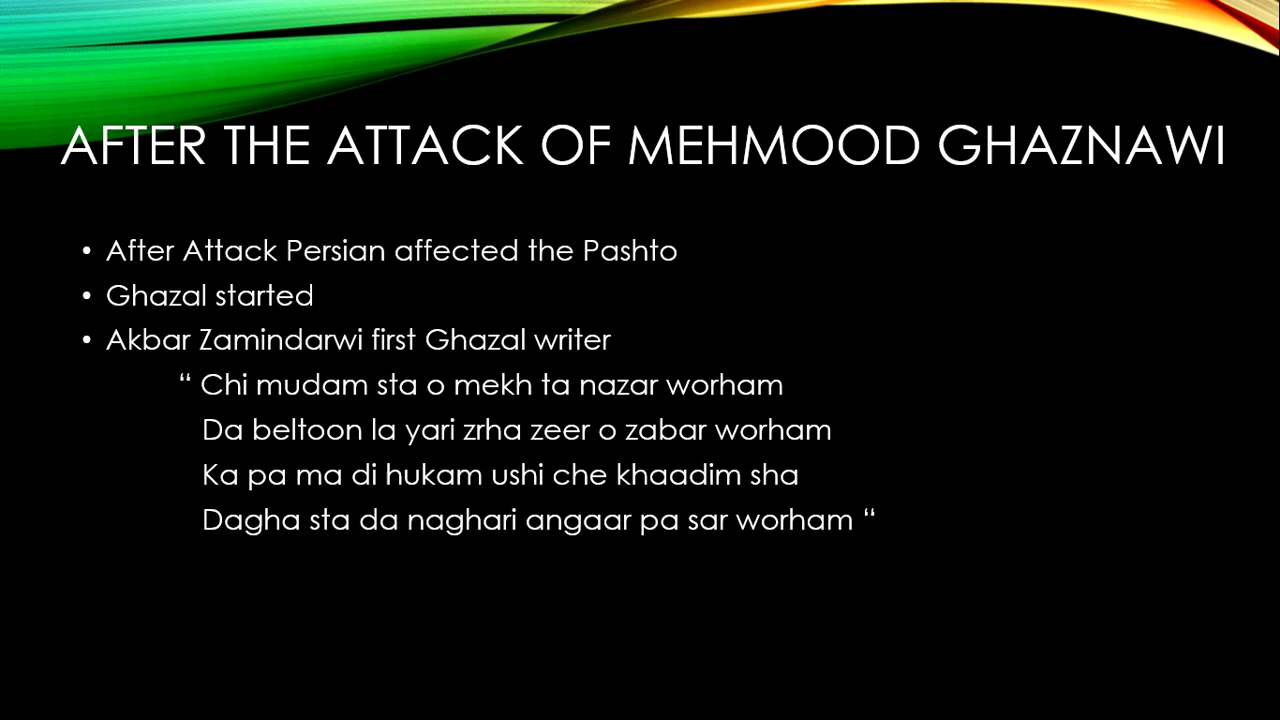 AFTER THE ATTACK OF MEHMOOD GHAZNAWI
• After Attack Persian affected the Pashto
• Ghazal started
• Akbar Zamindarwi first Ghazal writer
“ Chi mudam sta o mekh ta nazar worham
Da beltoon la yari zrha zeer o zabar worham
Ka pa ma di hukam ushi che khaadim sha
Dagha sta da naghari angaar pa sar worham “